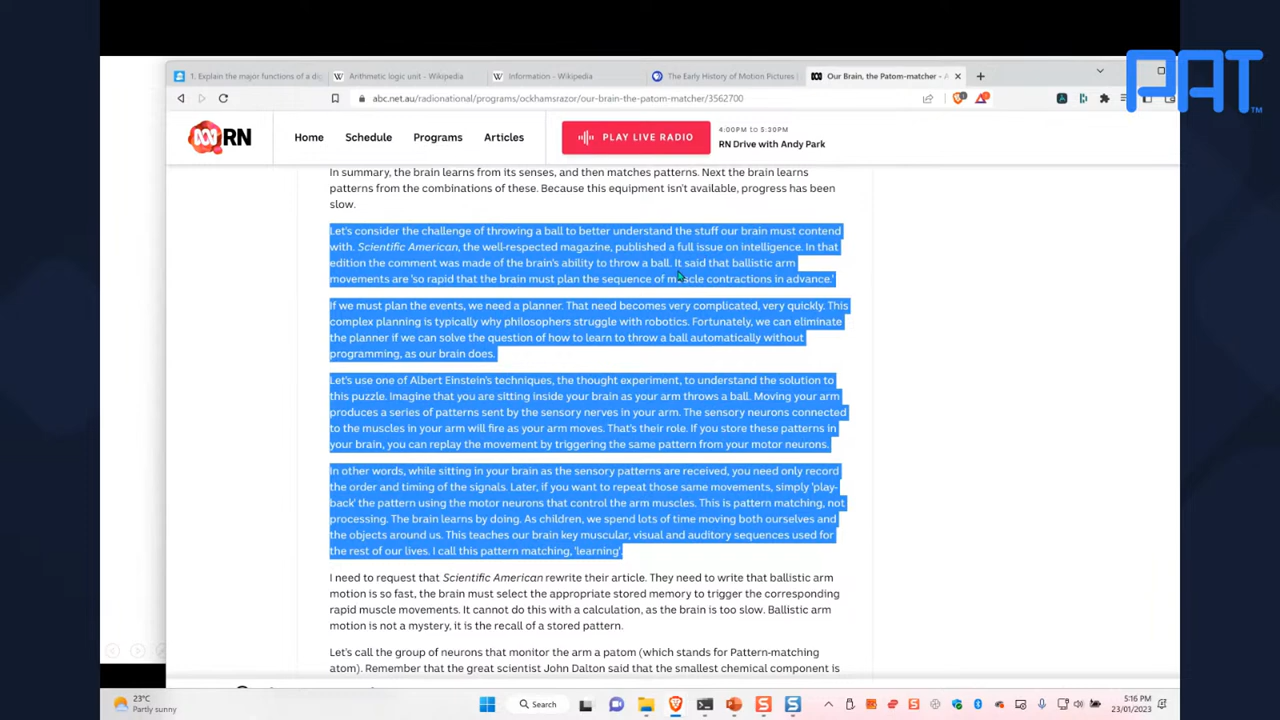 PAT™
1. Explain the major functions of a dig
Arithmetic logic unit - Wikipedia
Information - Wikipedia
The Early History of Motion Pictures
Our Brain, the Patom-matcher - A
abc.net.au/radionational/programs/ockhamsrazor/our-brain-the-patom-matcher/3562700
RN
Home
Schedule
Programs
Articles
PLAY LIVE RADIO
4:00PM to 5:30PM
RN Drive with Andy Park
In summary, the brain learns from its senses, and then matches patterns. Next the brain learns
patterns from the combinations of these. Because this equipment isn't available, progress has been
slow.
Let's consider the challenge of throwing a ball to better understand the stuff our brain must contend
with. Scientific American, the well-respected magazine, published a full issue on intelligence. In that
edition the comment was made of the brain's ability to throw a ball. It said that ballistic arm
movements are 'so rapid that the brain must plan the sequence of muscle contractions in advance.'
If we must plan the events, we need a planner. That need becomes very complicated, very quickly. This
complex planning is typically why philosophers struggle with robotics. Fortunately, we can eliminate
the planner if we can solve the question of how to learn to throw a ball automatically without
programming, as our brain does.
Let's use one of Albert Einstein's techniques, the thought experiment, to understand the solution to
this puzzle. Imagine that you are sitting inside your brain as your arm throws a ball. Moving your arm
produces a series of patterns sent by the sensory nerves in your arm. The sensory neurons connected
to the muscles in your arm will fire as your arm moves. That's their role. If you store these patterns in
your brain, you can replay the movement by triggering the same pattern from your motor neurons.
In other words, while sitting in your brain as the sensory patterns are received, you need only record
the order and timing of the signals. Later, if you want to repeat those same movements, simply 'play-
back' the pattern using the motor neurons that control the arm muscles. This is pattern matching, not
processing. The brain learns by doing. As children, we spend lots of time moving both ourselves and
the objects around us. This teaches our brain key muscular, visual and auditory sequences used for
the rest of our lives. I call this pattern matching, 'learning'.
I need to request that Scientific American rewrite their article. They need to write that ballistic arm
motion is so fast, the brain must select the appropriate stored memory to trigger the corresponding
rapid muscle movements. It cannot do this with a calculation, as the brain is too slow. Ballistic arm
motion is not a mystery, it is the recall of a stored pattern.
Let's call the group of neurons that monitor the arm a patom (which stands for Pattern-matching
atom). Remember that the great scientist John Dalton said that the smallest chemical component is
23°C
Partly sunny
Search
5:16 PM
23/01/2023